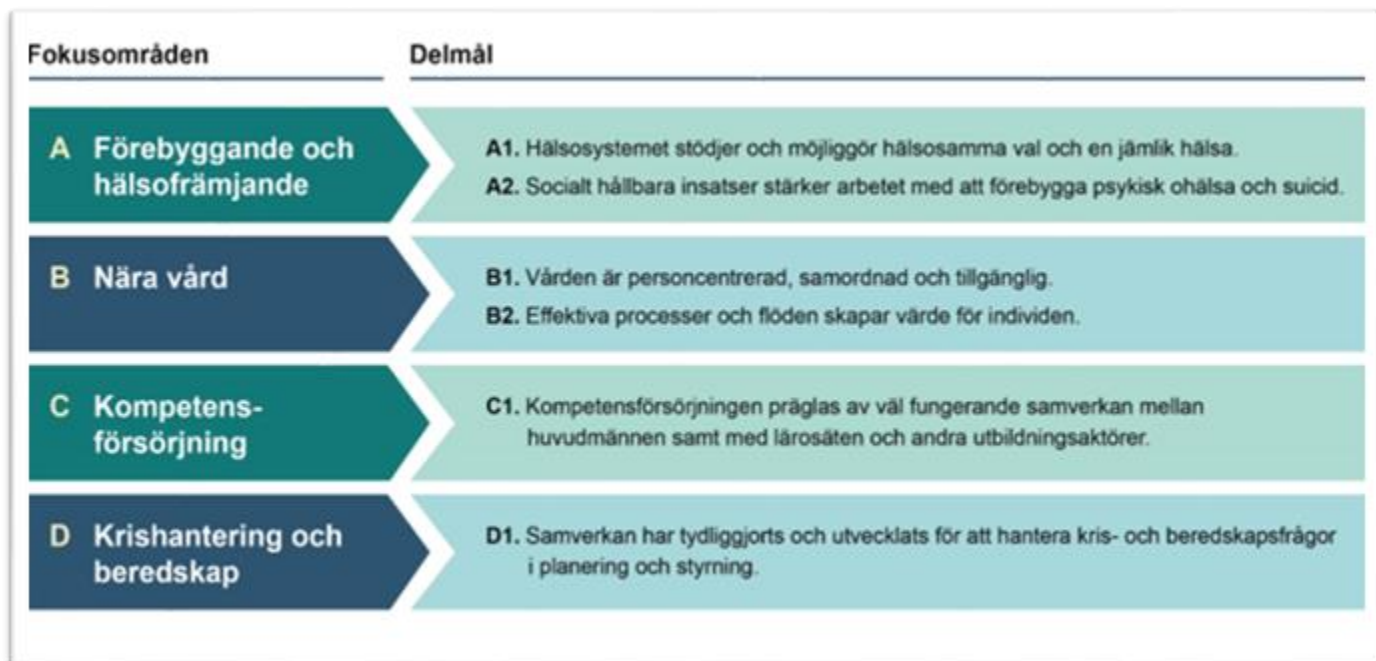 Fokusområden
Delmål
A Förebyggande och
hälsofrämjande
A1. Hälsosystemet stödjer och möjliggör hälsosamma val och en jämlik hälsa.
A2. Socialt hållbara insatser stärker arbetet med att förebygga psykisk ohälsa och suicid.
B Nära vård
B1. Vården är personcentrerad, samordnad och tillgänglig.
B2. Effektiva processer och flöden skapar värde för individen.
C Kompetens-
försörjning
C1. Kompetensförsörjningen präglas av väl fungerande samverkan mellan
huvudmännen samt med lärosäten och andra utbildningsaktörer.
D Krishantering och
beredskap
D1. Samverkan har tydliggjorts och utvecklats för att hantera kris- och beredskapsfrågor
i planering och styrning.